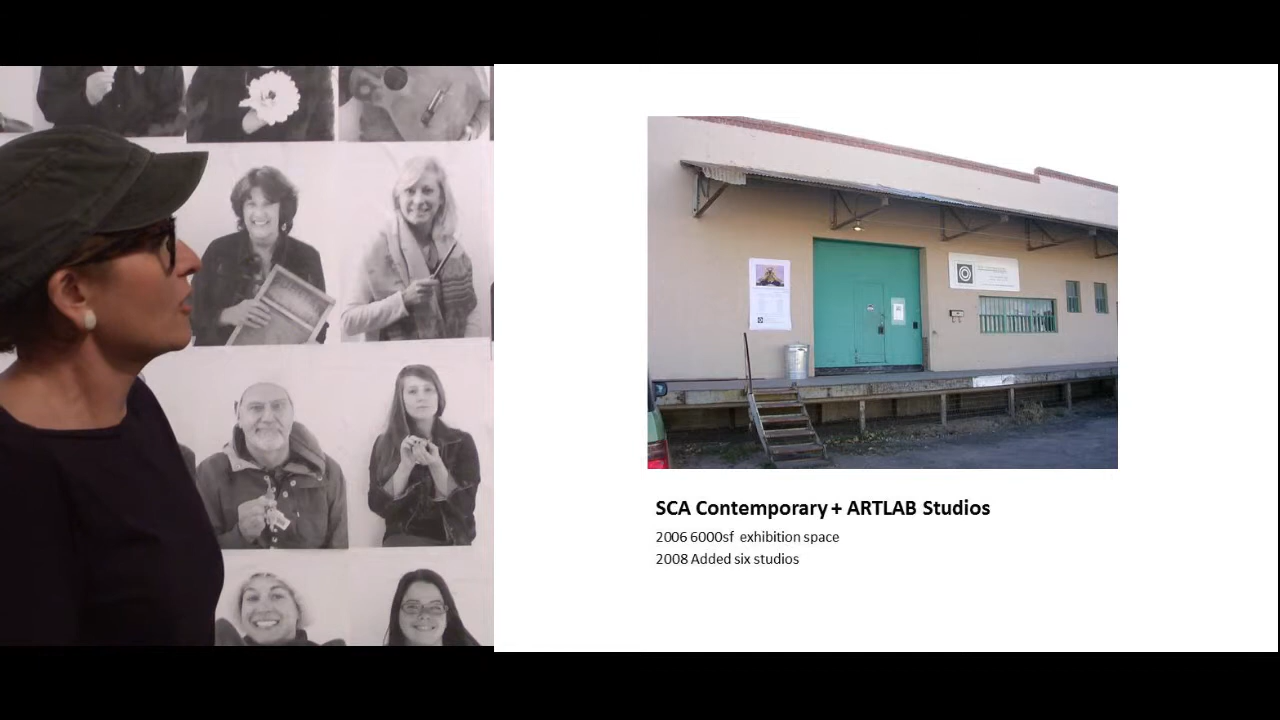 SCA Contemporary + ARTLAB Studios
2006 6000sf exhibition space
2008 Added six studios